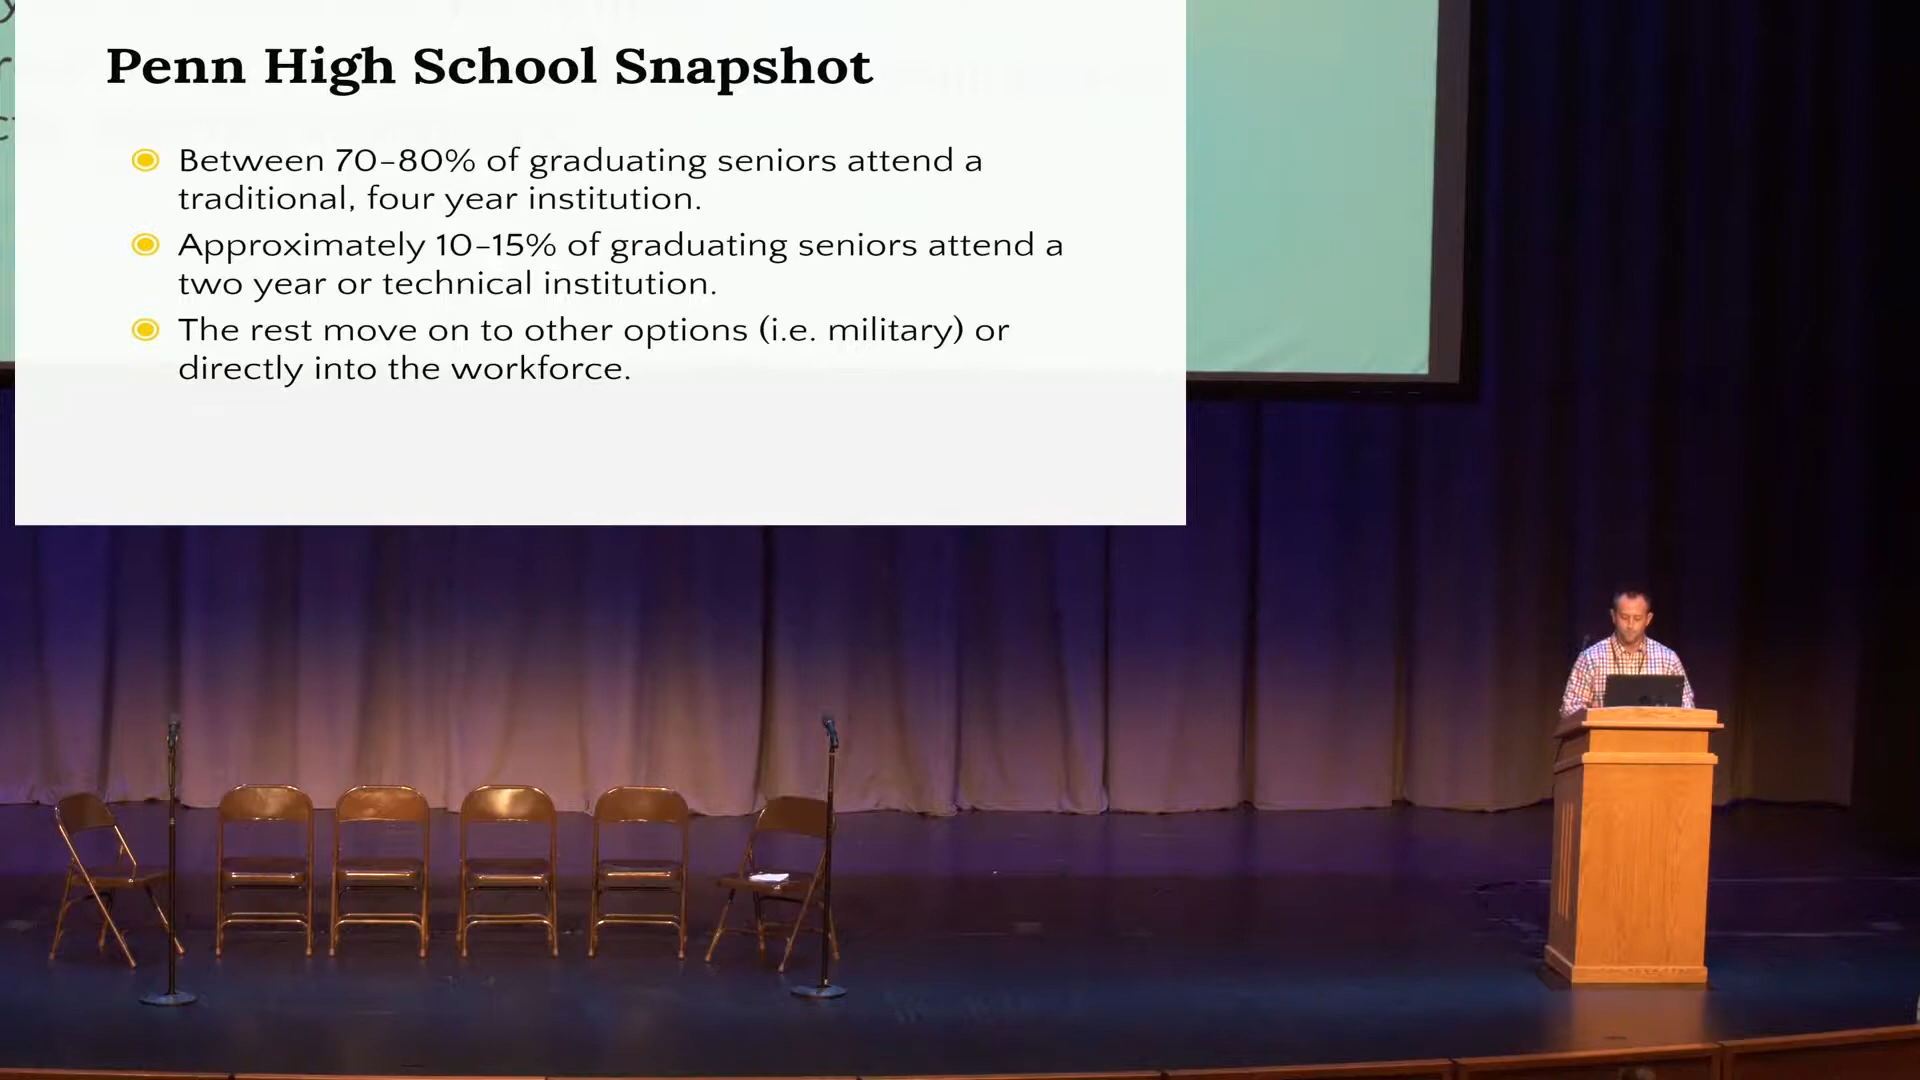 Penn High School Snapshot
Between 70-80% of graduating seniors attend a
traditional, four year institution.
Approximately 10-15% of graduating seniors attend a
two year or technical institution.
The rest move on to other options (i.e. military) or
directly into the workforce.